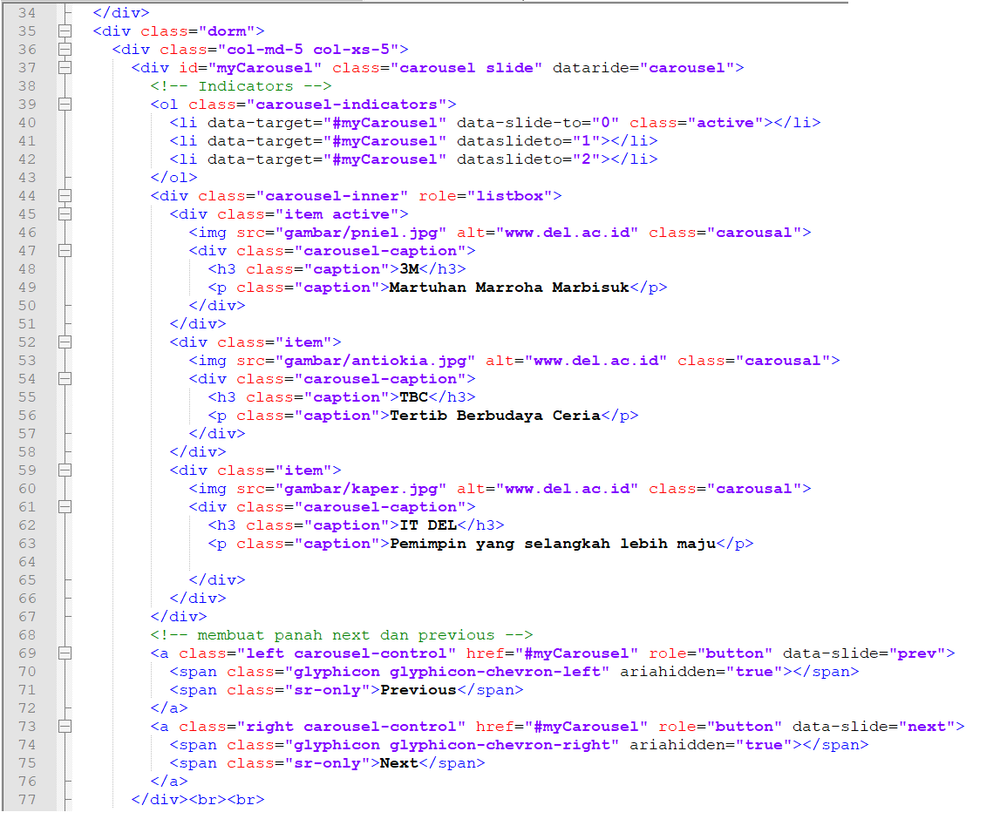 34 </div>
35 <div class="dorm">
36 <div class="col-md-5 col-xs-5">
37 <div id="myCarousel" class="carousel slide" dataride="carousel">
38 <!-- Indicators -->
39 <ol class="carousel-indicators">
40 <li data-target="#myCarousel" data-slide-to="0" class="active"></li>
41 <li data-target="#myCarousel" dataslideto="1"></li>
42 <li data-target="#myCarousel" dataslideto="2"></li>
43 </ol>
44 <div class="carousel-inner" role="listbox">
45 <div class="item active">
46 <img src="gambar/pniel.jpg" alt="www.del.ac.id" class="carousal">
47 <div class="carousel-caption">
48 <h3 class="caption">3M</h3>
49 <p class="caption">Martuhan Marroha Marbisuk</p>
50 </div>
51 </div>
52 <div class="item">
53 <img src="gambar/antiokia.jpg" alt="www.del.ac.id" class="carousal">
54 <div class="carousel-caption">
55 <h3 class="caption">TBC</h3>
56 <p class="caption">Tertib Berbudaya Ceria</p>
57 </div>
58 </div>
59 <div class="item">
60 <img src="gambar/kaper.jpg" alt="www.del.ac.id" class="carousal">
61 <div class="carousel-caption">
62 <h3 class="caption">IT DEL</h3>
63 <p class="caption">Pemimpin yang selangkah lebih maju</p>
64
65 </div>
66 </div>
67 </div>
68 <!-- membuat panah next dan previous -->
69 <a class="left carousel-control" href="#myCarousel" role="button" data-slide="prev">
70 <span class="glyphicon glyphicon-chevron-left" ariahidden="true"></span>
71 <span class="sr-only">Previous</span>
72 </a>
73 <a class="right carousel-control" href="#myCarousel" role="button" data-slide="next">
74 <span class="glyphicon glyphicon-chevron-right" ariahidden="true"></span>
75 <span class="sr-only">Next</span>
76 </a>
77 </div><br><br>